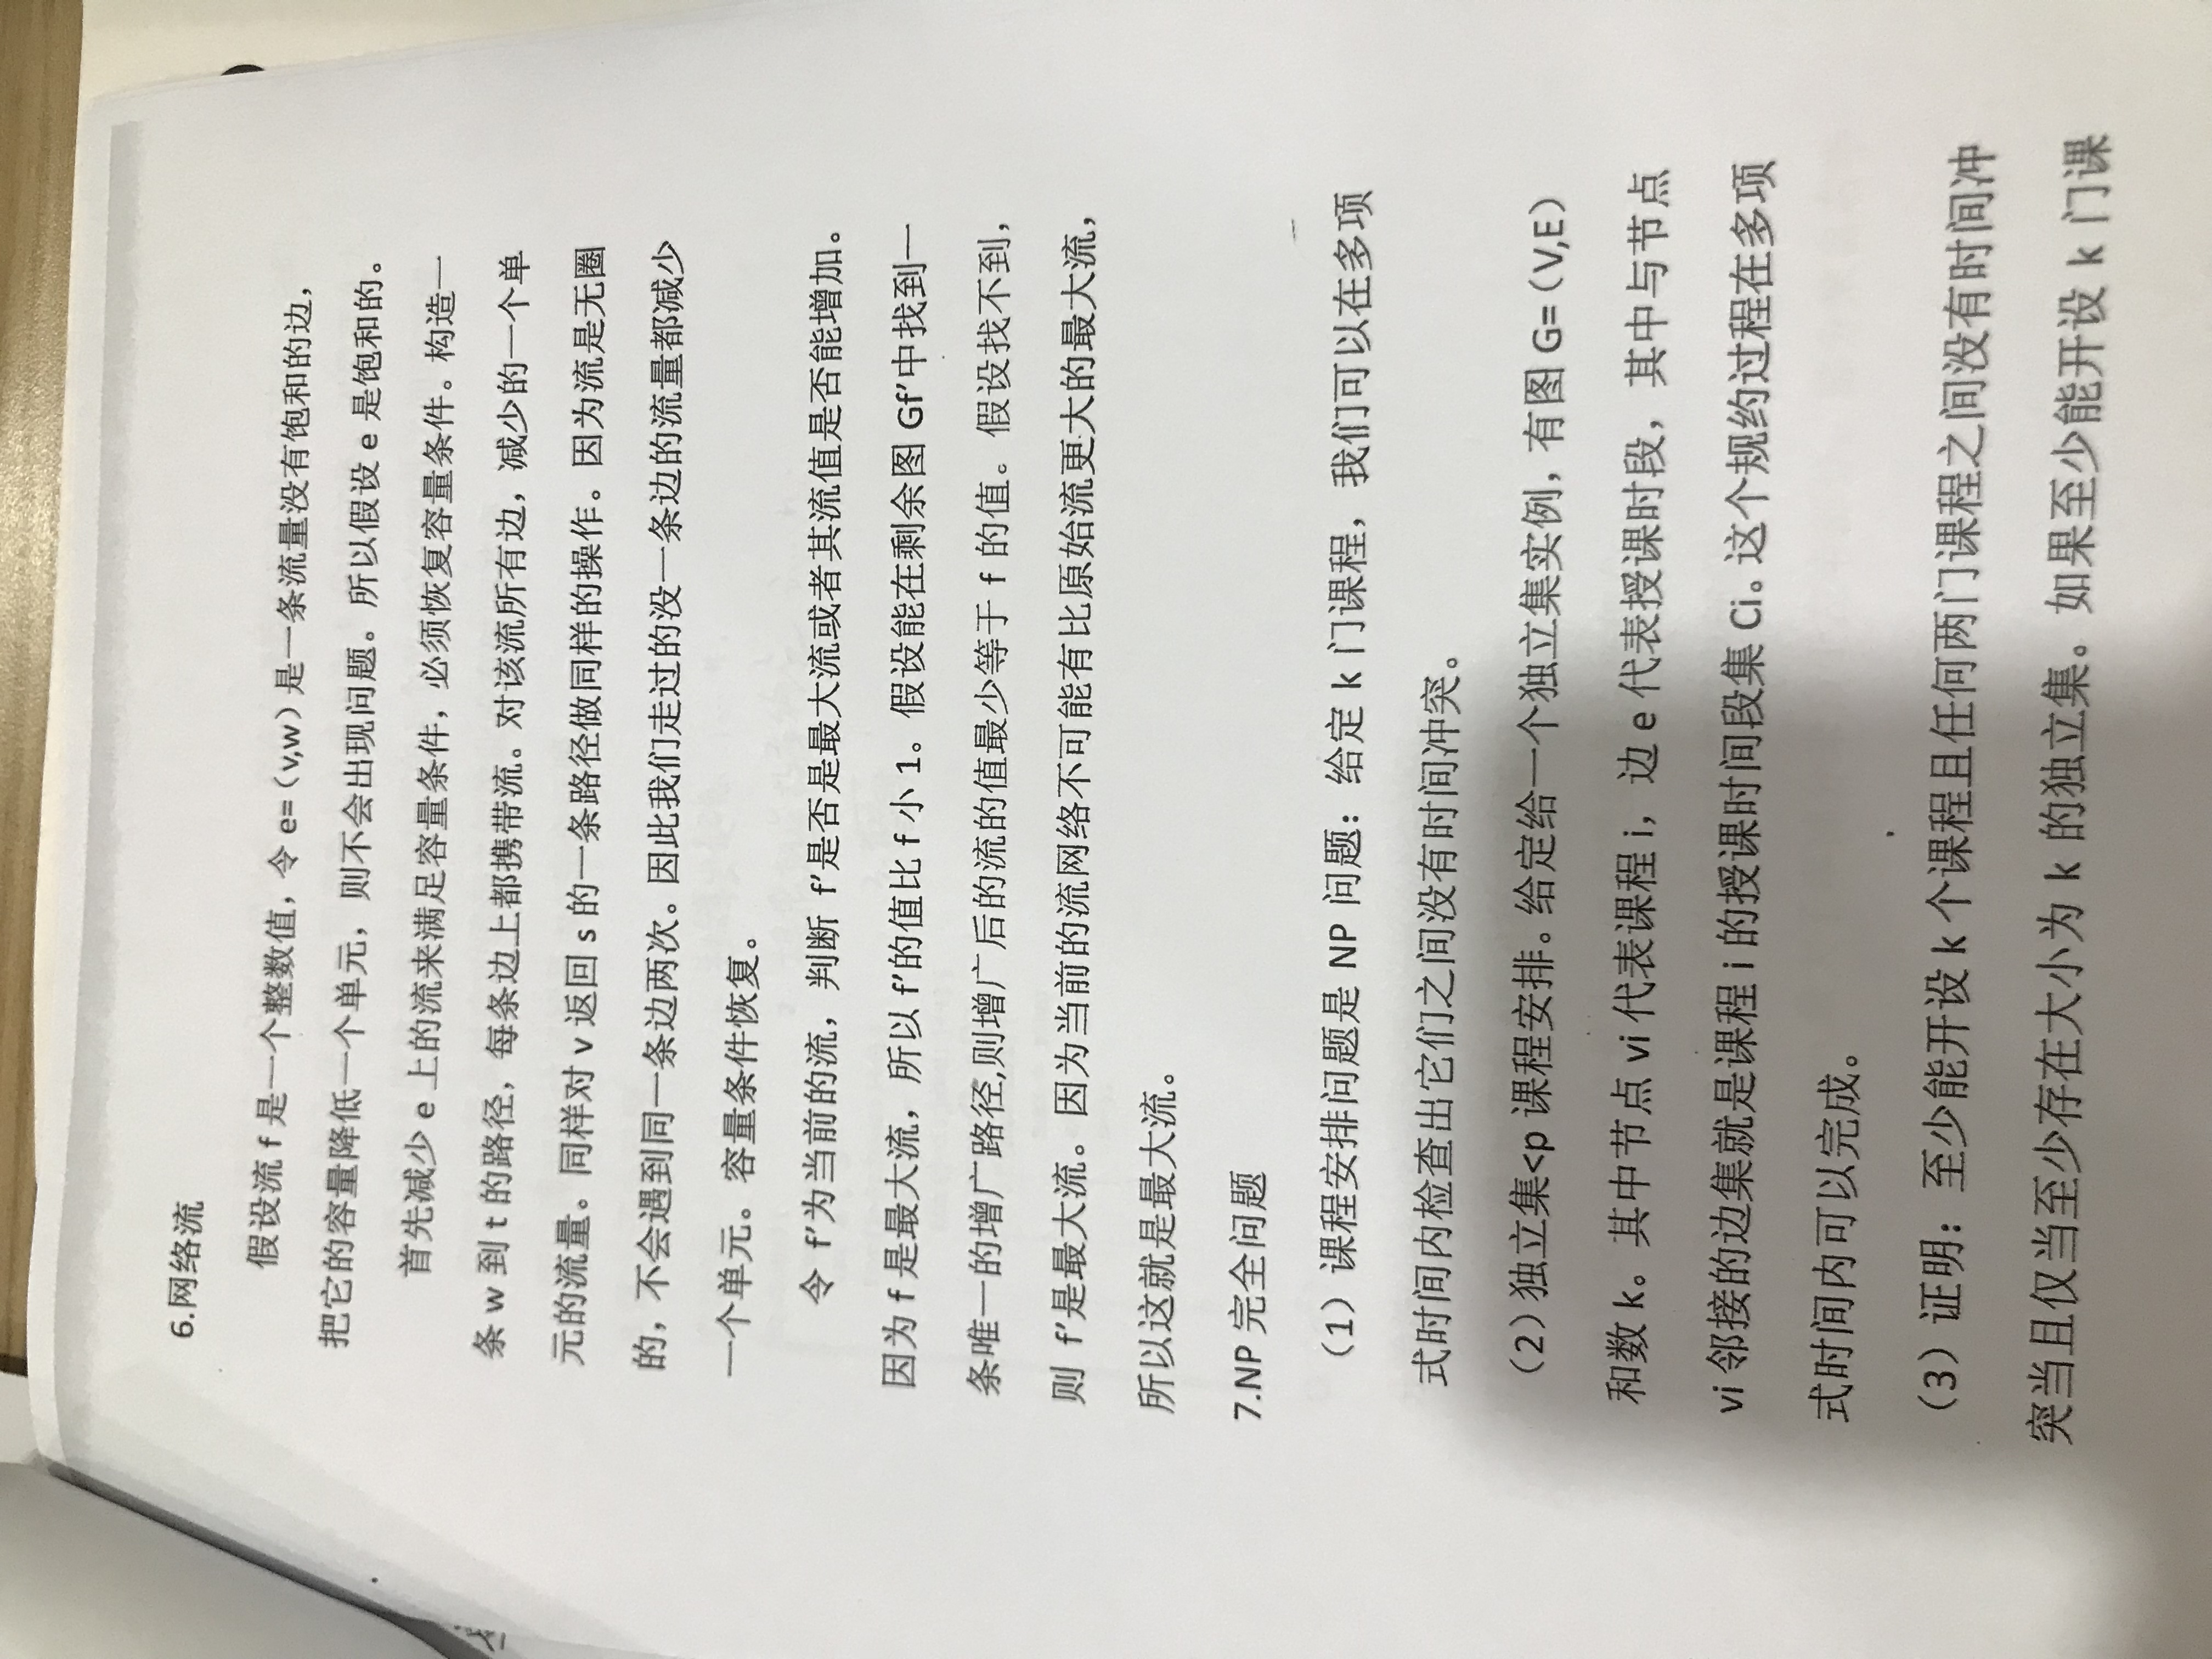 6.网络流
假设流 f 是一个整数值，令 e=（v,w）是一条流量没有饱和的边，
把它的容量降低一个单元，则不会出现问题。所以假设 e 是饱和的。
首先减少 e 上的流来满足容量条件，必须恢复容量条件。构造一
条 w 到 t 的路径，每条边上都携带流。对该流所有边，减少的一个单
元的流量。同样对 v 返回 s 的一条路径做同样的操作。因为流是无圈
的，不会遇到同一条边两次。因此我们走过的没一条边的流量都减少
一个单元。容量条件恢复。
令 f′为当前的流，判断 f′是否是最大流或者其流值是否能增加。
因为 f 是最大流，所以 f′的值比 f 小 1。假设能在剩余图 Gf′中找到一
条唯一的增广路径,则增广后的流的值最少等于 f 的值。假设找不到，
则 f′是最大流。因为当前的流网络不可能有比原始流更大的最大流，
所以这就是最大流。
7.NP 完全问题
（1）课程安排问题是 NP 问题：给定 k 门课程，我们可以在多项
式时间内检查出它们之间没有时间冲突。
（2）独立集<p 课程安排。给定给一个独立集实例，有图 G=（V,E）
和数 k。其中节点 vi 代表课程 i，边 e 代表授课时段，其中与节点
vi 邻接的边集就是课程 i 的授课时间段集 Ci。这个规约过程在多项
式时间内可以完成。
（3）证明：至少能开设 k 个课程且任何两门课程之间没有时间冲
突当且仅当至少存在大小为 k 的独立集。如果至少能开设 k 门课